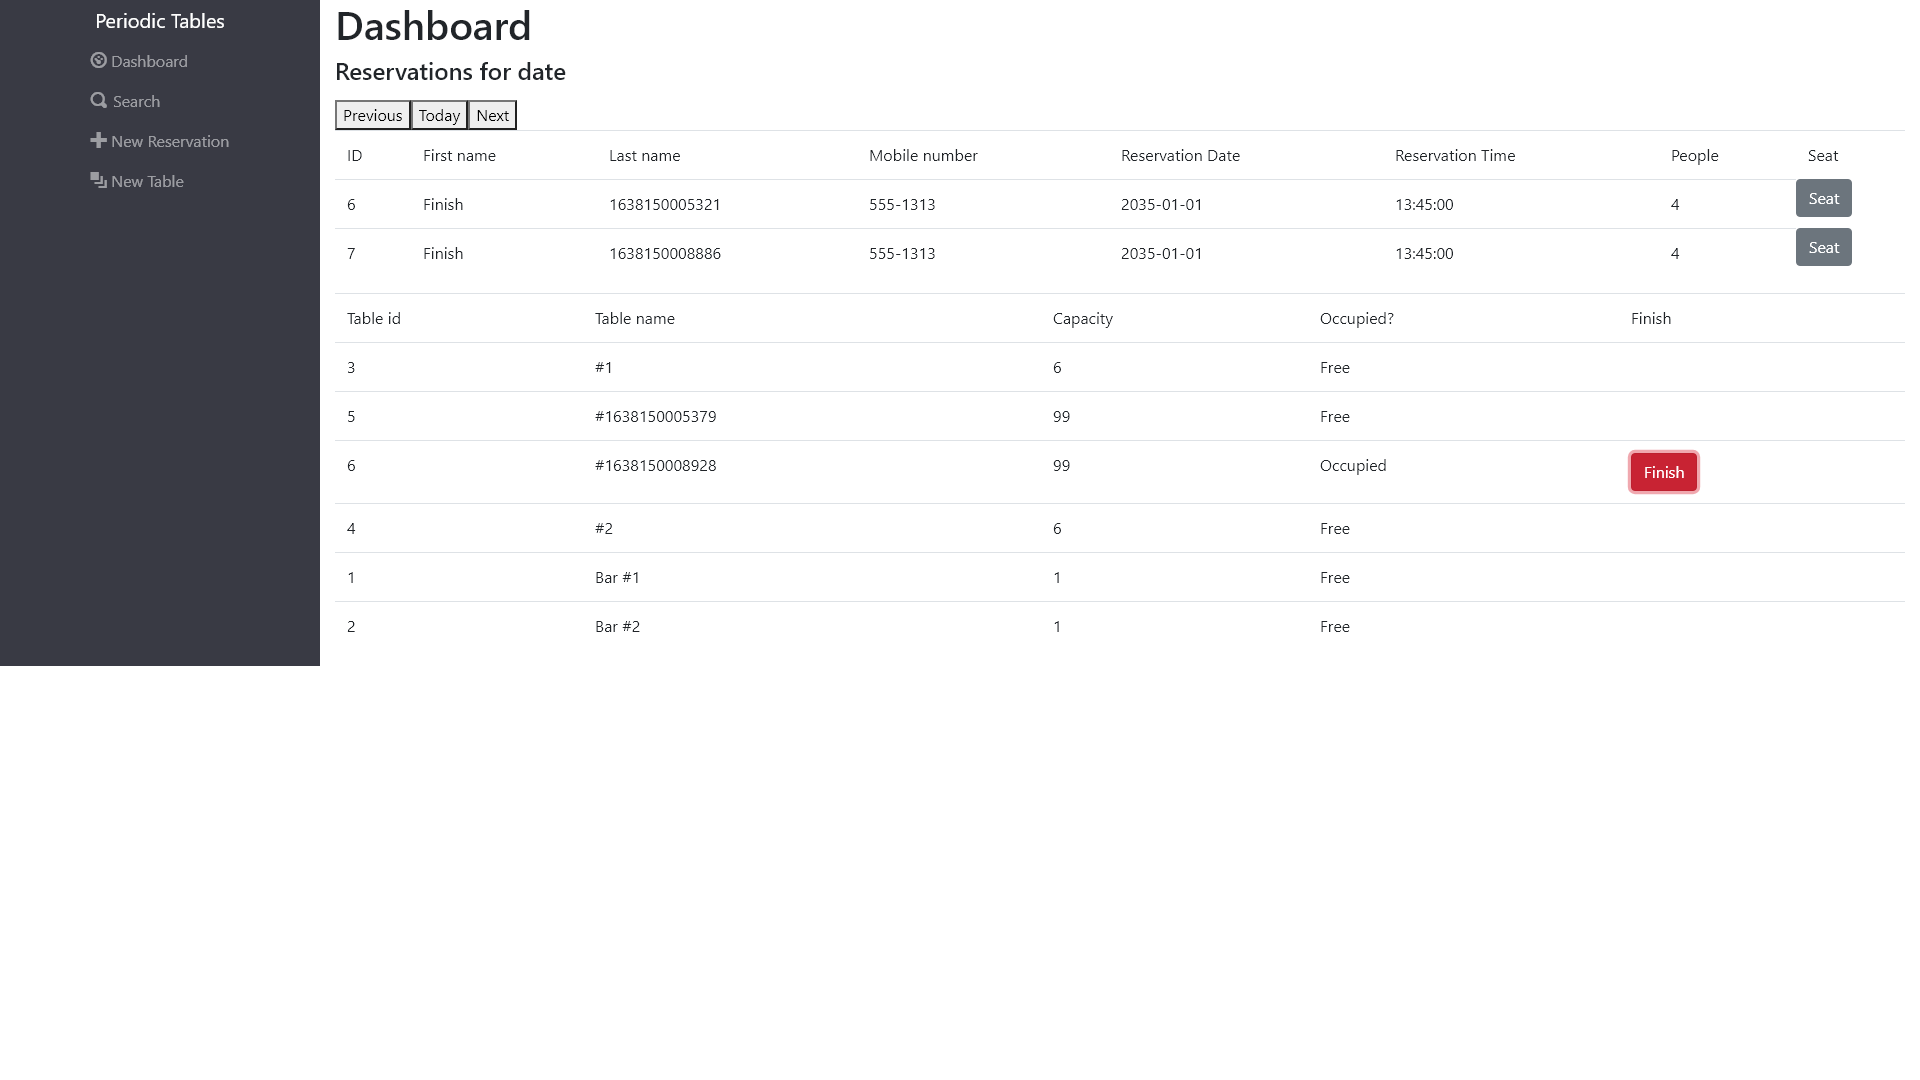 Periodic Tables
Dashboard
Search
New Reservation
New Table
Dashboard
Reservations for date
Previous Today Next
ID First name Last name Mobile number Reservation Date Reservation Time People Seat
6 Finish 1638150005321 555-1313 2035-01-01 13:45:00 4 Seat
7 Finish 1638150008886 555-1313 2035-01-01 13:45:00 4 Seat
Table id Table name Capacity Occupied? Finish
3 #1 6 Free
5 #1638150005379 99 Free
6 #1638150008928 99 Occupied Finish
4 #2 6 Free
1 Bar #1 1 Free
2 Bar #2 1 Free